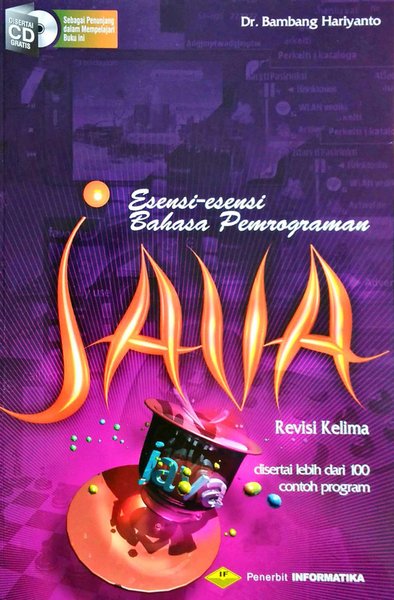 DISERTAI
CD
GRATIS
Sebagai Penunjang
dalam Mempelajari
Buku ini
Dr. Bambang Hariyanto
Esensi-esensi
Bahasa Pemrograman
JAVA
Revisi Kelima
disertai lebih dari 100
contoh program
java
IF
Penerbit INFORMATIKA